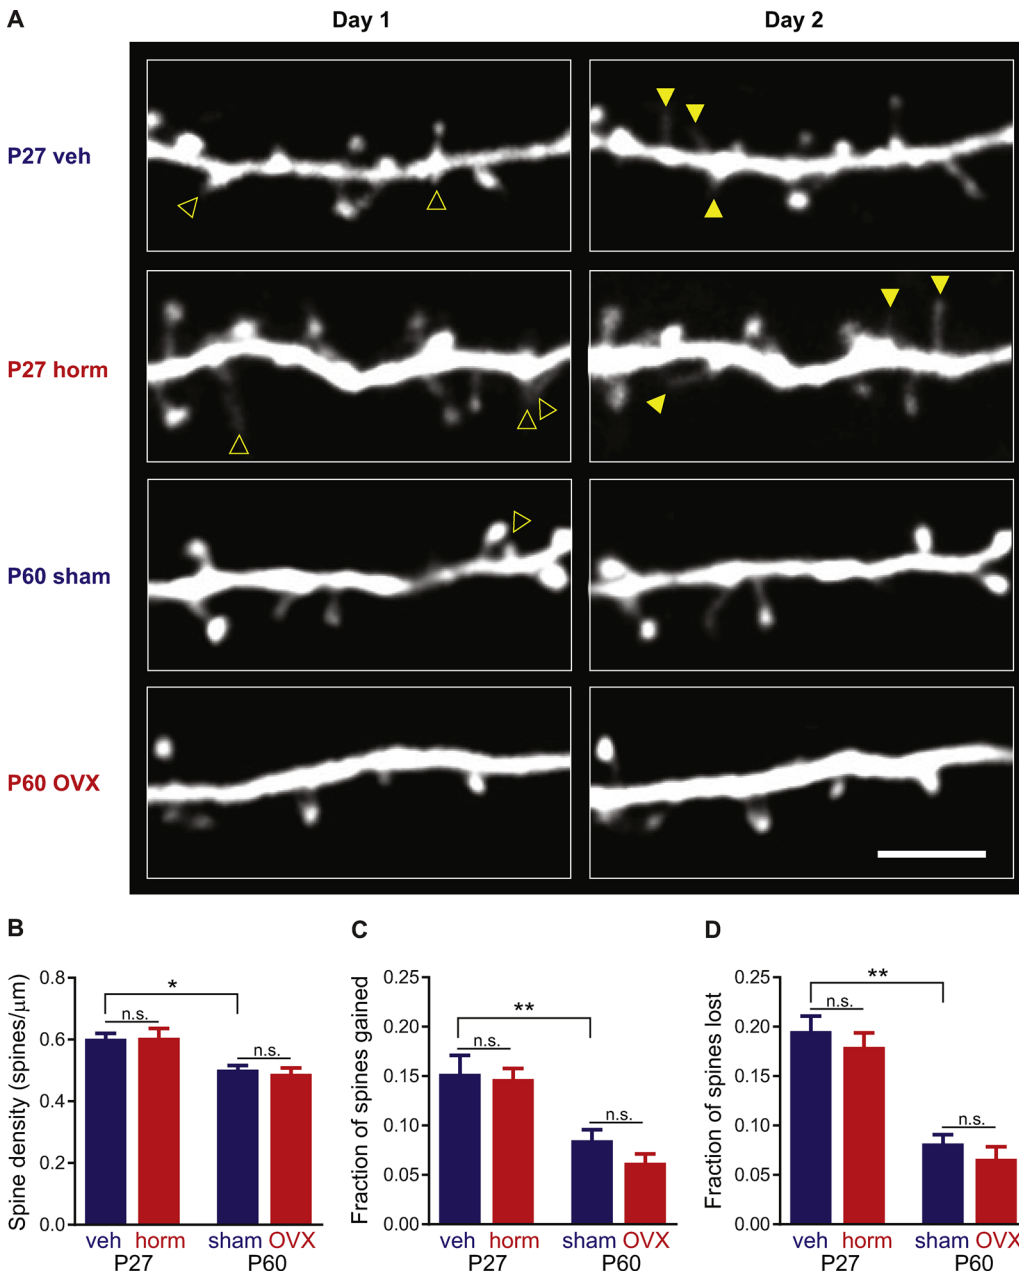 A
Day 1
Day 2
P27 veh
P27 horm
P60 sham
P60 OVX
B
Spine density (spines/μm)
0.8
0.6
0.4
0.2
0.0
*
n.s.
n.s.
veh horm sham OVX
P27 P60
C
Fraction of spines gained
0.25
0.20
0.15
0.10
0.05
0.00
**
n.s.
n.s.
veh horm sham OVX
P27 P60
D
Fraction of spines lost
0.25
0.20
0.15
0.10
0.05
0.00
**
n.s.
n.s.
veh horm sham OVX
P27 P60